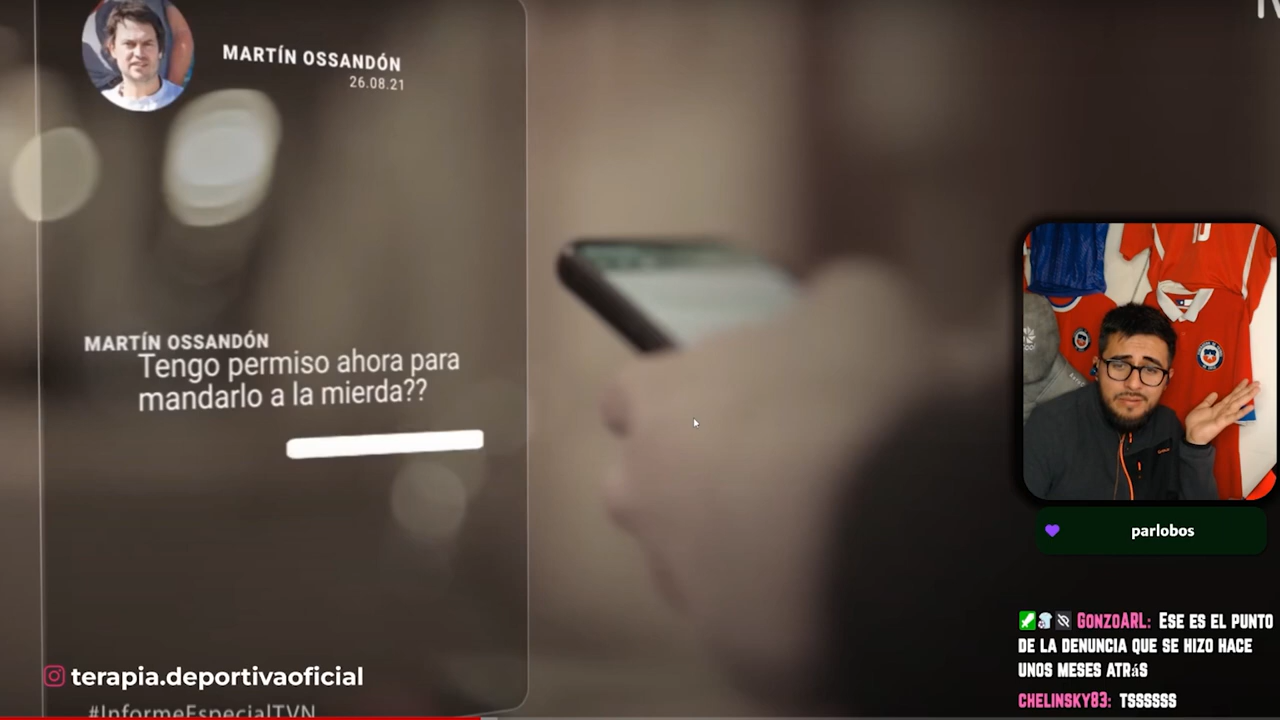 MARTÍN OSSANDÓN
26.08.21
MARTÍN OSSANDÓN
Tengo permiso ahora para
mandarlo a la mierda??
terapia.deportivaoficial
#InformeEspecialTVN
parlobos
GonzoARL: Ese es el punto
de la denuncia que se hizo hace
unos meses atrás
chelinsky83: Tssssss